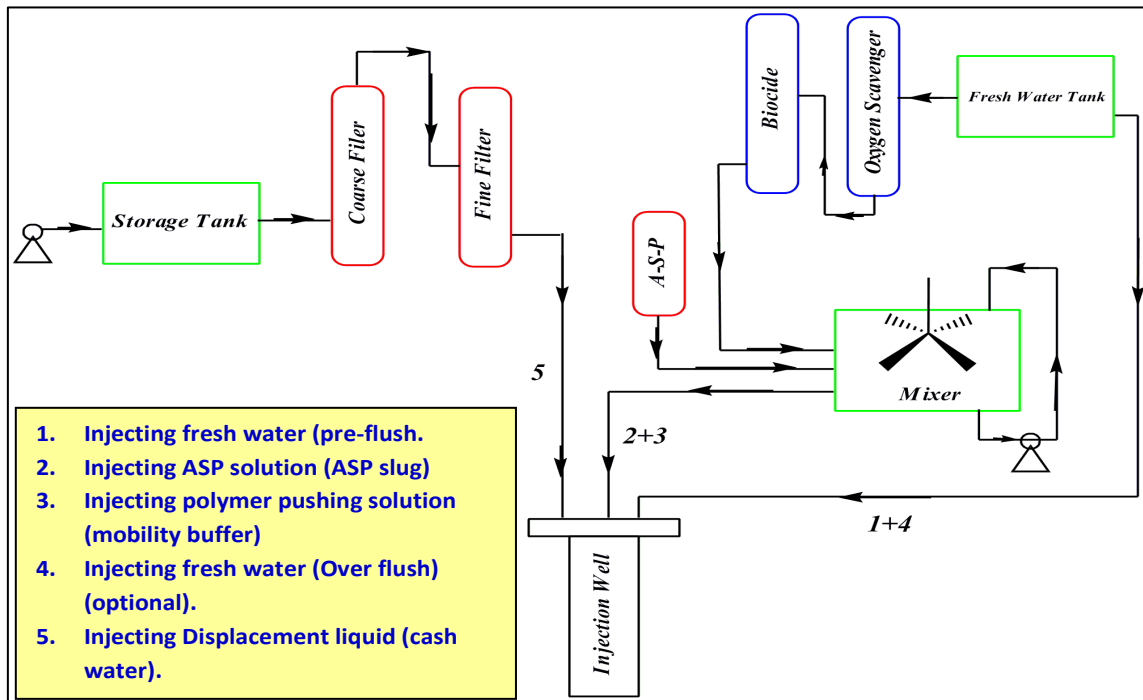 Biocide
Oxygen Scavenger
Fresh Water Tank
Coarse Filer
Fine Filter
Storage Tank
A-S-P
Mixer
5
2+3
1+4
Injection Well
1. Injecting fresh water (pre-flush.
2. Injecting ASP solution (ASP slug)
3. Injecting polymer pushing solution
(mobility buffer)
4. Injecting fresh water (Over flush)
(optional).
5. Injecting Displacement liquid (cash
water).